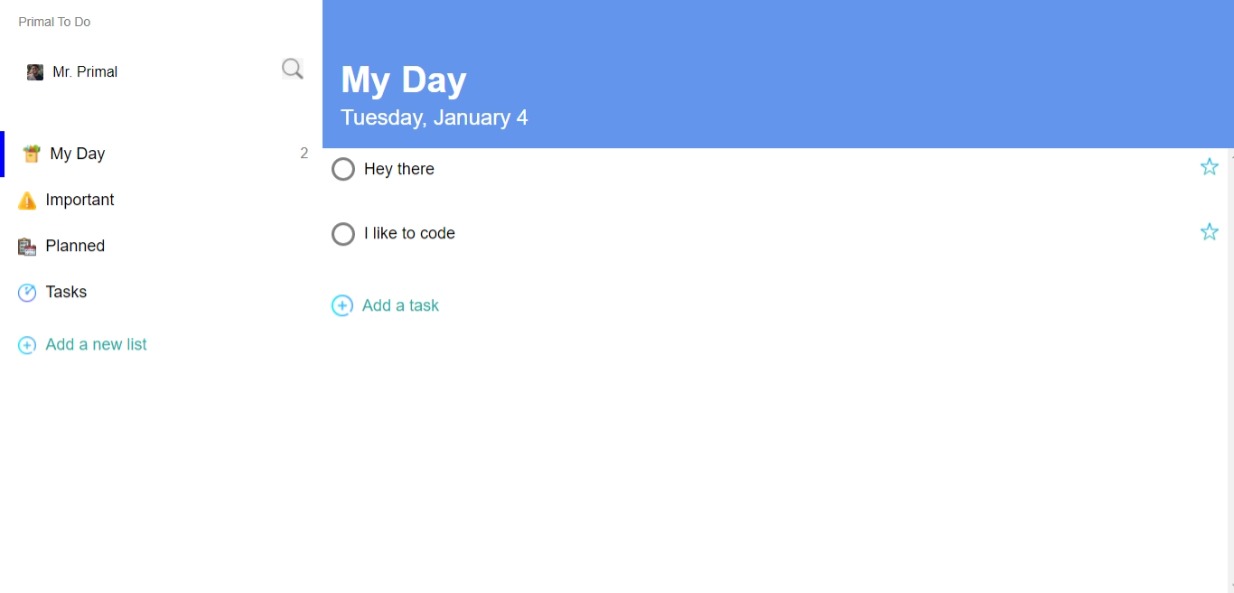 Primal To Do
Mr. Primal
My Day 2
Important
Planned
Tasks
Add a new list
My Day
Tuesday, January 4
Hey there
I like to code
Add a task